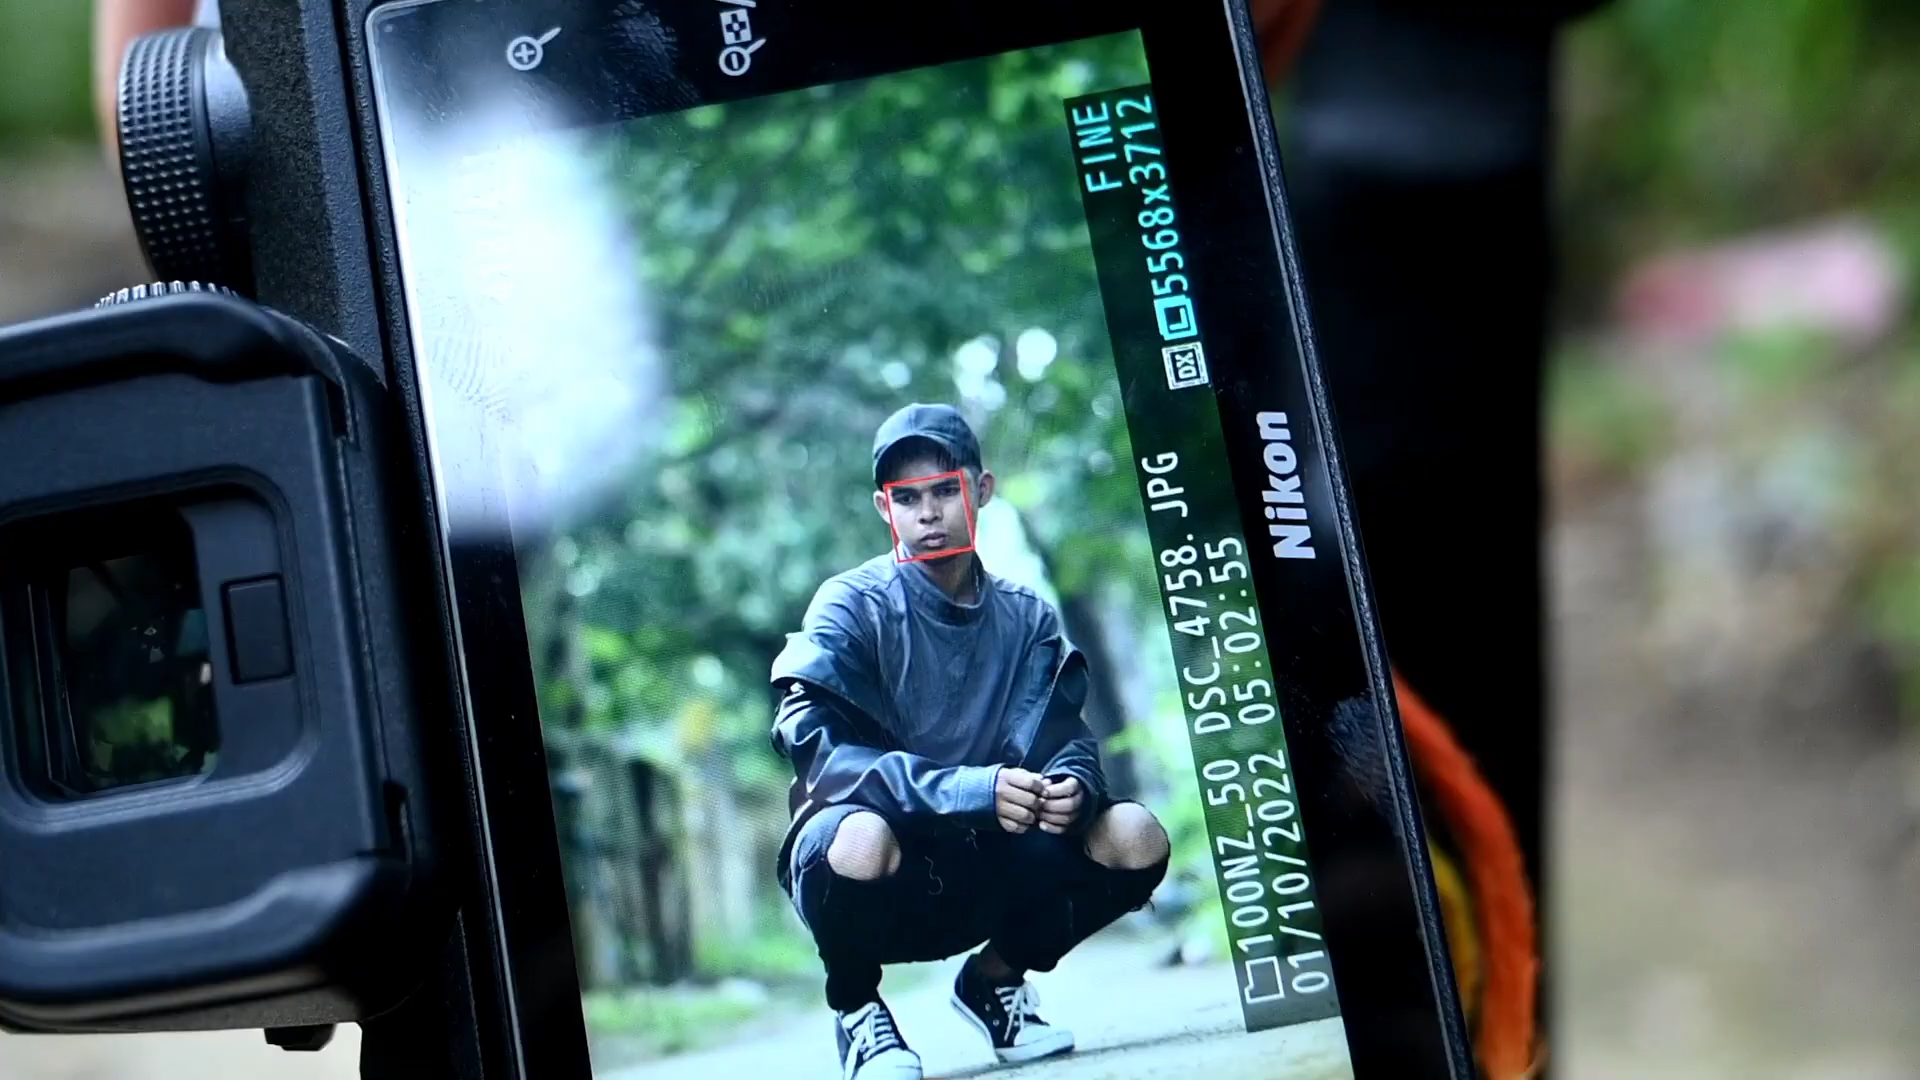 FINE
DX L 5568x3712
100NZ_50 DSC_4758.JPG
01/10/2022 05:02:55
Nikon